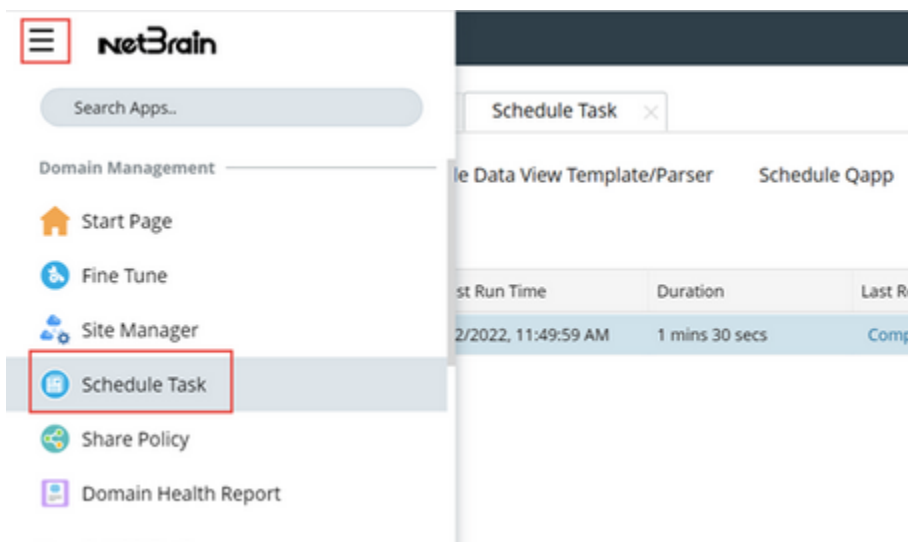 NetBrain
Search Apps..
Schedule Task
Domain Management
le Data View Template/Parser Schedule Qapp
Start Page
Fine Tune
st Run Time Duration Last R
Site Manager
2/2022, 11:49:59 AM 1 mins 30 secs Comp
Schedule Task
Share Policy
Domain Health Report